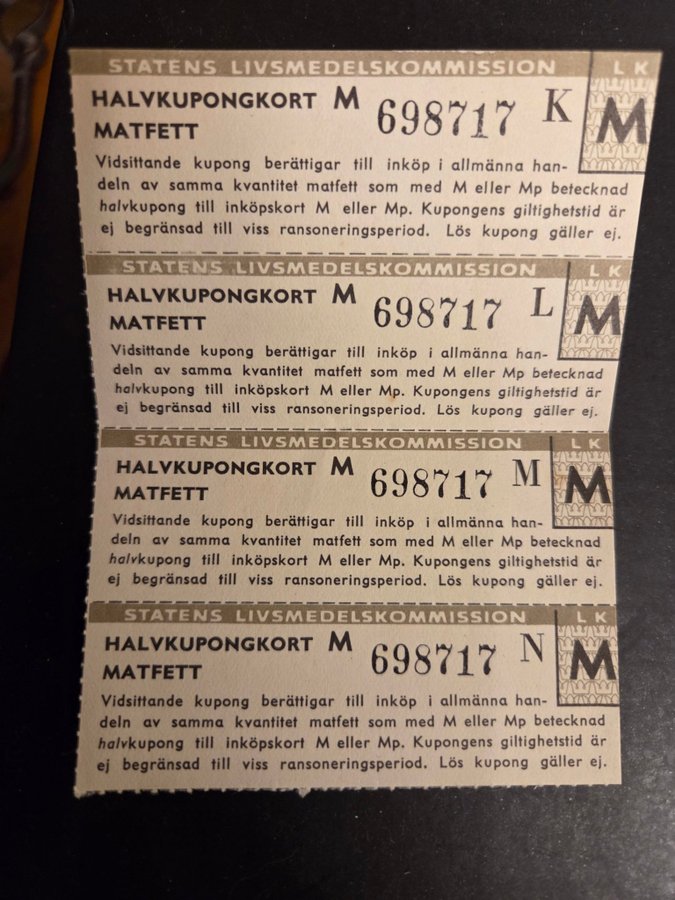 STATENS LIVSMEDELSKOMMISSION LK
HALVKUPONGKORT M 698717 K M
MATFETT
Vidsittande kupong berättigar till inköp i allmänna han-
deln av samma kvantitet matfett som med M eller Mp betecknad
halvkupong till inköpskort M eller Mp. Kupongens giltighetstid är
ej begränsad till viss ransoneringsperiod. Lös kupong gäller ej.
STATENS LIVSMEDELSKOMMISSION LK
HALVKUPONGKORT M 698717 L M
MATFETT
Vidsittande kupong berättigar till inköp i allmänna han-
deln av samma kvantitet matfett som med M eller Mp betecknad
halvkupong till inköpskort M eller Mp. Kupongens giltighetstid är
ej begränsad till viss ransoneringsperiod. Lös kupong gäller ej.
STATENS LIVSMEDELSKOMMISSION LK
HALVKUPONGKORT M 698717 M M
MATFETT
Vidsittande kupong berättigar till inköp i allmänna han-
deln av samma kvantitet matfett som med M eller Mp betecknad
halvkupong till inköpskort M eller Mp. Kupongens giltighetstid är
ej begränsad till viss ransoneringsperiod. Lös kupong gäller ej.
STATENS LIVSMEDELSKOMMISSION LK
HALVKUPONGKORT M 698717 N M
MATFETT
Vidsittande kupong berättigar till inköp i allmänna han-
deln av samma kvantitet matfett som med M eller Mp betecknad
halvkupong till inköpskort M eller Mp. Kupongens giltighetstid är
ej begränsad till viss ransoneringsperiod. Lös kupong gäller ej.